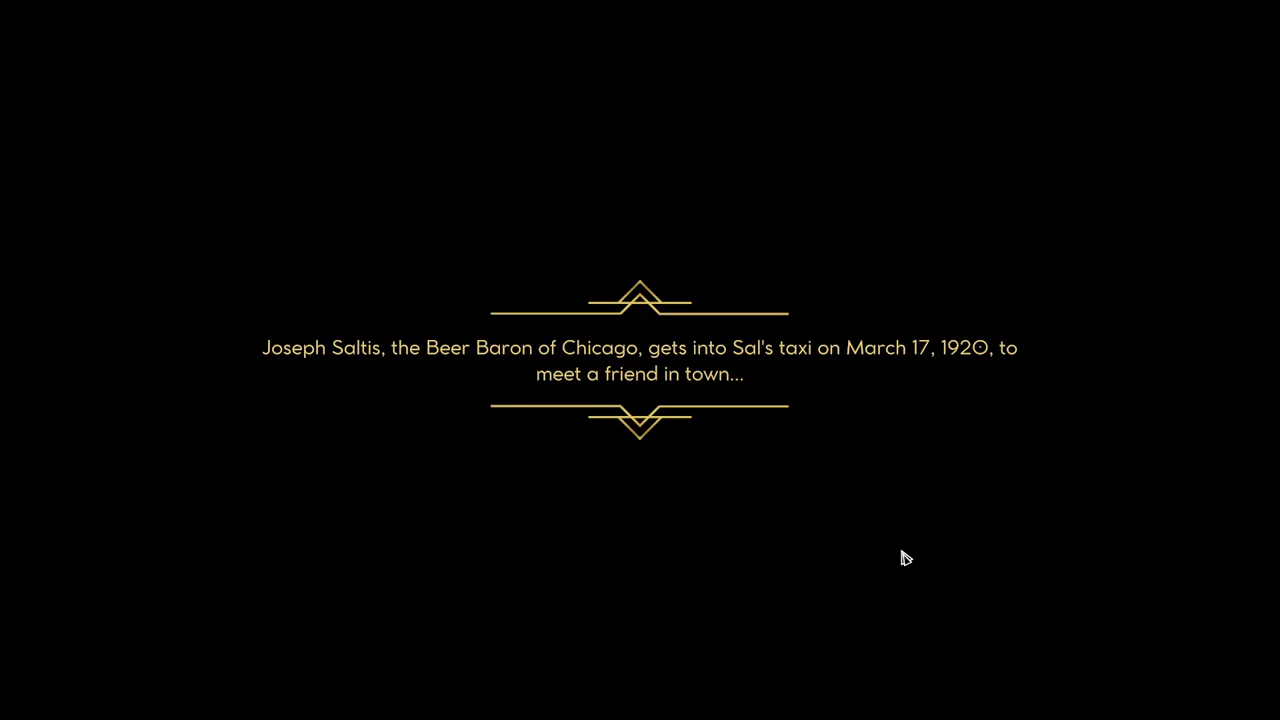 Joseph Saltis, the Beer Baron of Chicago, gets into Sal's taxi on March 17, 1920, to
meet a friend in town...